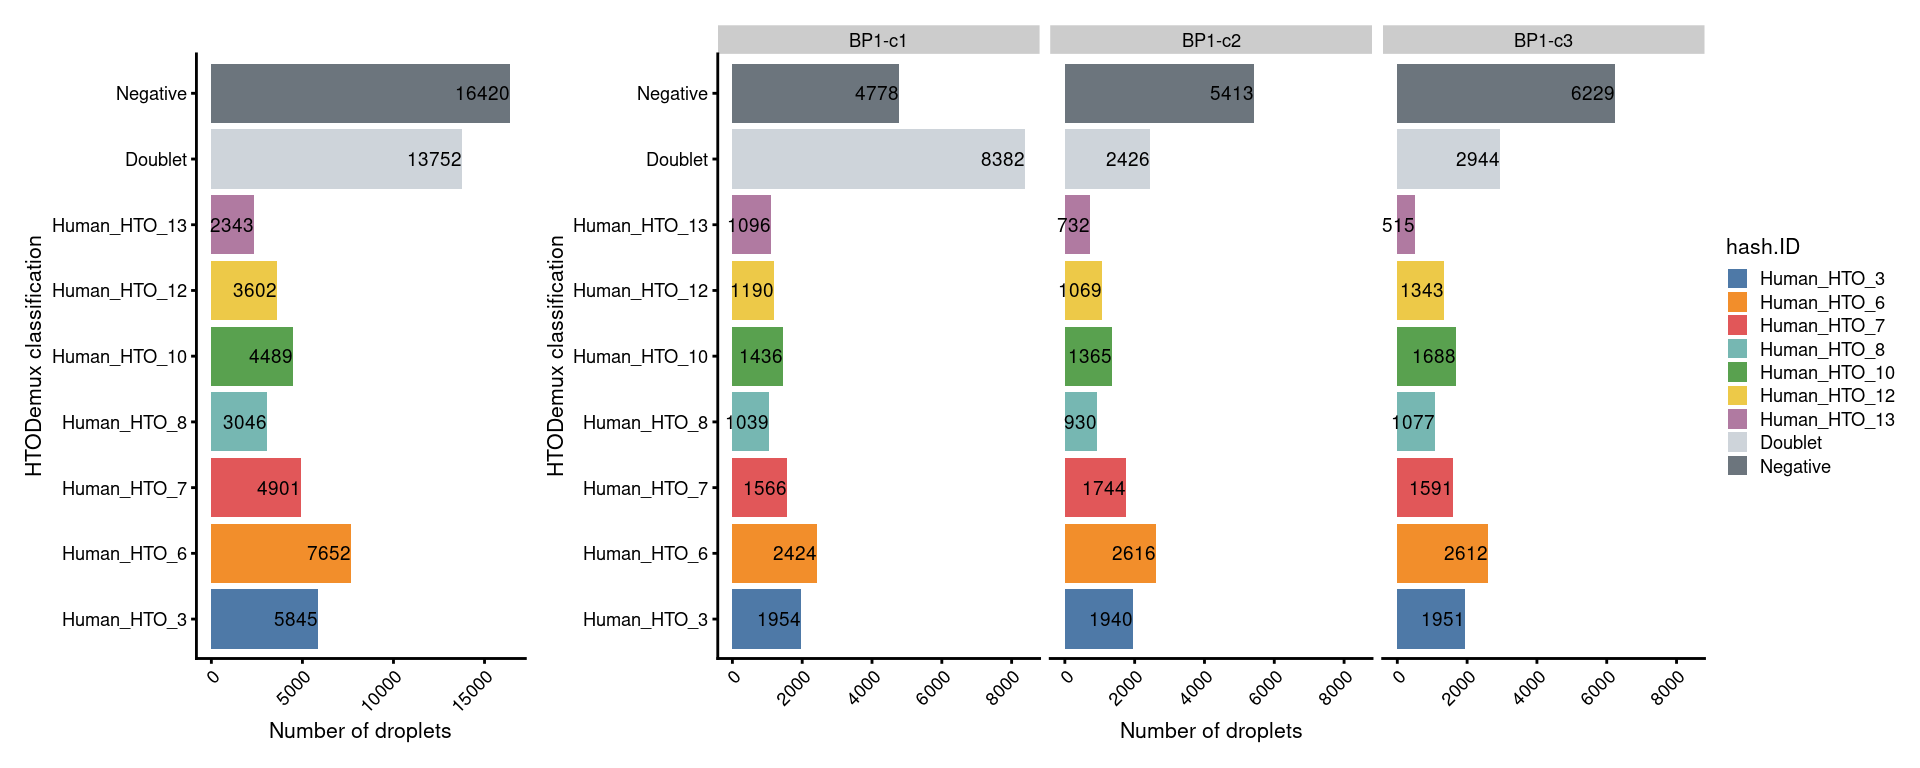 BP1-c1 BP1-c2 BP1-c3
Negative 16420 Negative 4778 5413 6229
Doublet 13752 Doublet 8382 2426 2944
Human_HTO_13 2343 Human_HTO_13 1096 732 515
Human_HTO_12 3602 Human_HTO_12 1190 1069 1343
Human_HTO_10 4489 Human_HTO_10 1436 1365 1688
Human_HTO_8 3046 Human_HTO_8 1039 930 1077
Human_HTO_7 4901 Human_HTO_7 1566 1744 1591
Human_HTO_6 7652 Human_HTO_6 2424 2616 2612
Human_HTO_3 5845 Human_HTO_3 1954 1940 1951
HTODemux classification
HTODemux classification
0 5000 10000 15000
0 2000 4000 6000 8000
0 2000 4000 6000 8000
0 2000 4000 6000 8000
Number of droplets
Number of droplets
hash.ID
Human_HTO_3
Human_HTO_6
Human_HTO_7
Human_HTO_8
Human_HTO_10
Human_HTO_12
Human_HTO_13
Doublet
Negative